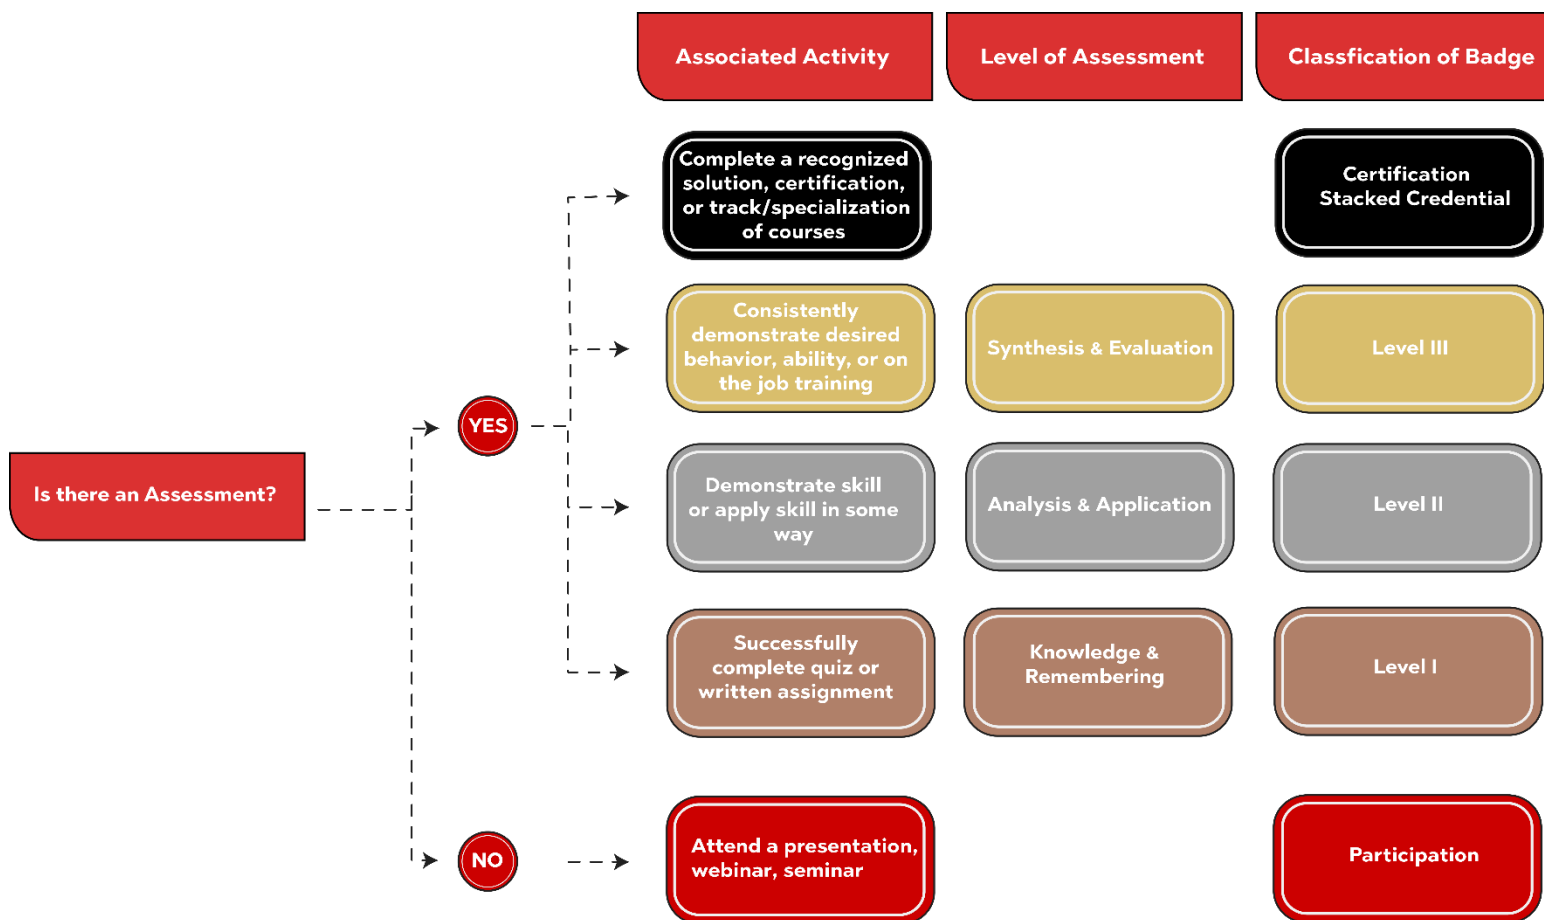 Associated Activity
Level of Assessment
Classfication of Badge
Complete a recognized
solution, certification,
or track/specialization
of courses
Certification
Stacked Credential
Consistently
demonstrate desired
behavior, ability, or on
the job training
Synthesis & Evaluation
Level III
YES
Is there an Assessment?
Demonstrate skill
or apply skill in some
way
Analysis & Application
Level II
Successfully
complete quiz or
written assignment
Knowledge &
Remembering
Level I
NO
Attend a presentation,
webinar, seminar
Participation